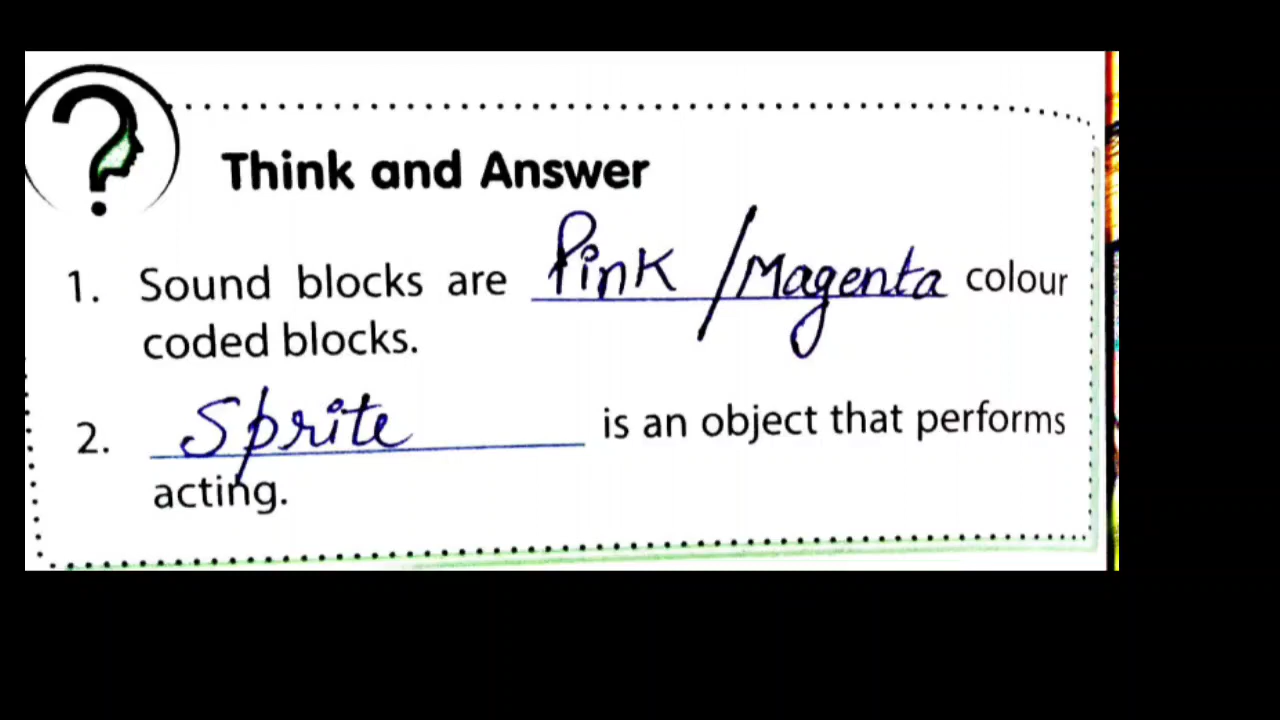 Think and Answer
1. Sound blocks are Pink /Magenta colour
coded blocks.
2. Sprite is an object that performs
acting.